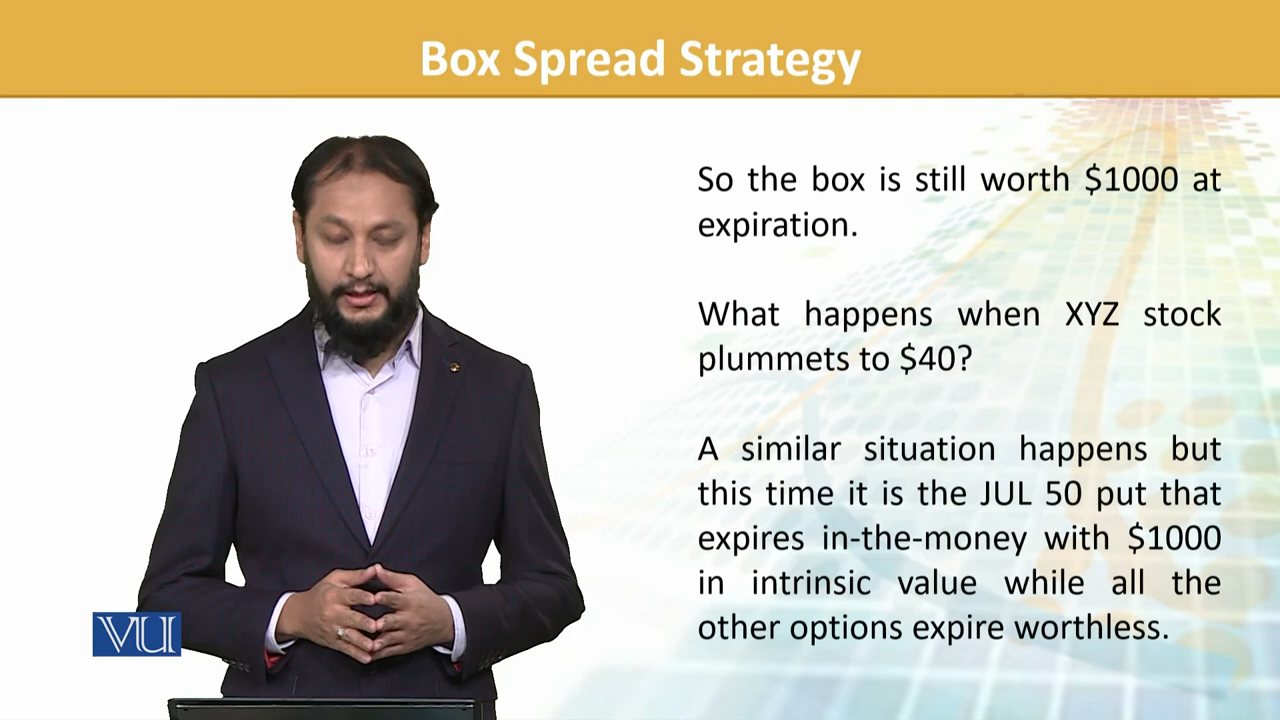 Box Spread Strategy
So the box is still worth $1000 at
expiration.
What happens when XYZ stock
plummets to $40?
A similar situation happens but
this time it is the JUL 50 put that
expires in-the-money with $1000
in intrinsic value while all the
other options expire worthless.
VU